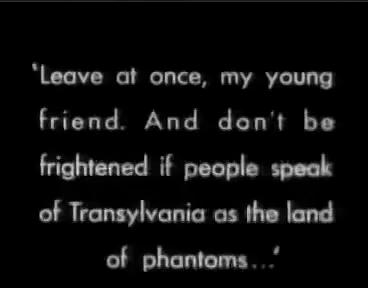 ‘Leave at once, my young
friend. And don't be
frightened if people speak
of Transylvania as the land
of phantoms...’